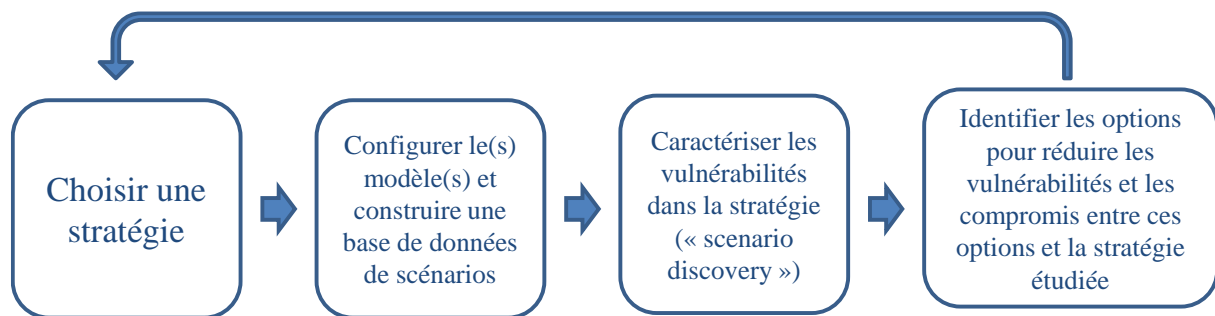 Choisir une
stratégie
Configurer le(s)
modèle(s) et
construire une
base de données
de scénarios
Caractériser les
vulnérabilités
dans la stratégie
(« scenario
discovery »)
Identifier les options
pour réduire les
vulnérabilités et les
compromis entre ces
options et la stratégie
étudiée